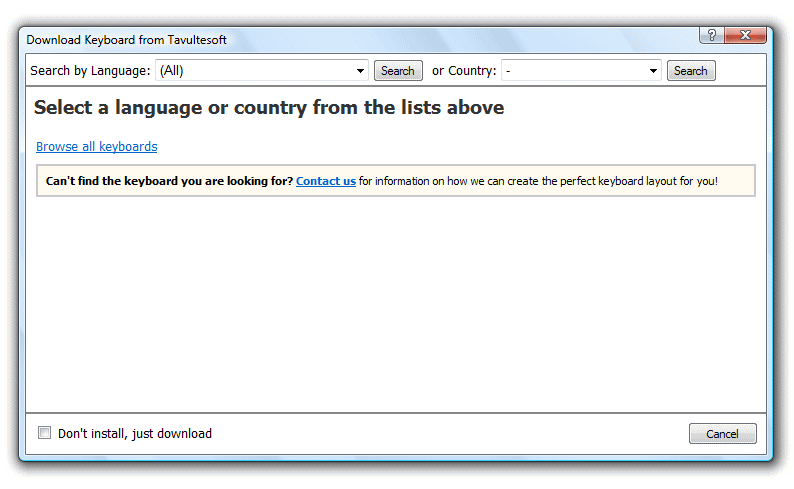 Download Keyboard from Tavultesoft
Search by Language: (All) Search or Country: - Search
Select a language or country from the lists above
Browse all keyboards
Can't find the keyboard you are looking for? Contact us for information on how we can create the perfect keyboard layout for you!
Don't install, just download
Cancel